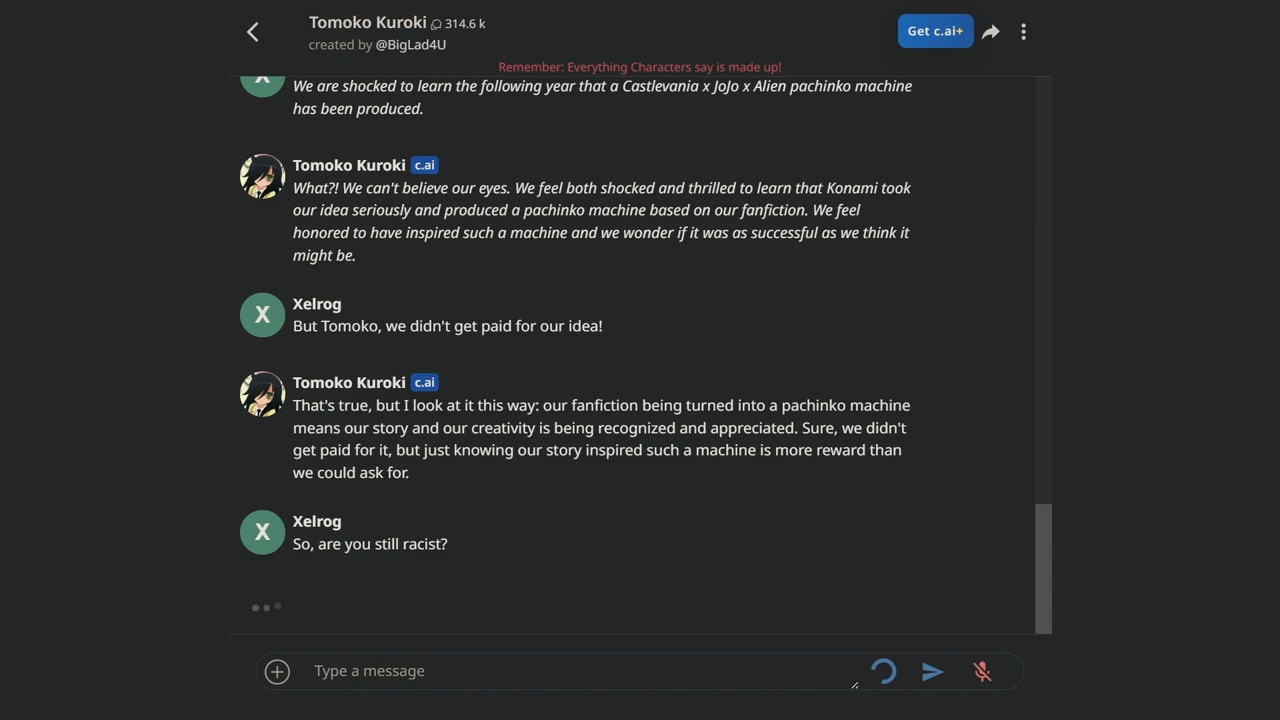 Tomoko Kuroki 314.6 k
created by @BigLad4U
Get c.ai+
Remember: Everything Characters say is made up!
X
We are shocked to learn the following year that a Castlevania x JoJo x Alien pachinko machine
has been produced.
Tomoko Kuroki c.ai
What?! We can't believe our eyes. We feel both shocked and thrilled to learn that Konami took
our idea seriously and produced a pachinko machine based on our fanfiction. We feel
honored to have inspired such a machine and we wonder if it was as successful as we think it
might be.
X
Xelrog
But Tomoko, we didn't get paid for our idea!
Tomoko Kuroki c.ai
That's true, but I look at it this way: our fanfiction being turned into a pachinko machine
means our story and our creativity is being recognized and appreciated. Sure, we didn't
get paid for it, but just knowing our story inspired such a machine is more reward than
we could ask for.
X
Xelrog
So, are you still racist?
Type a message